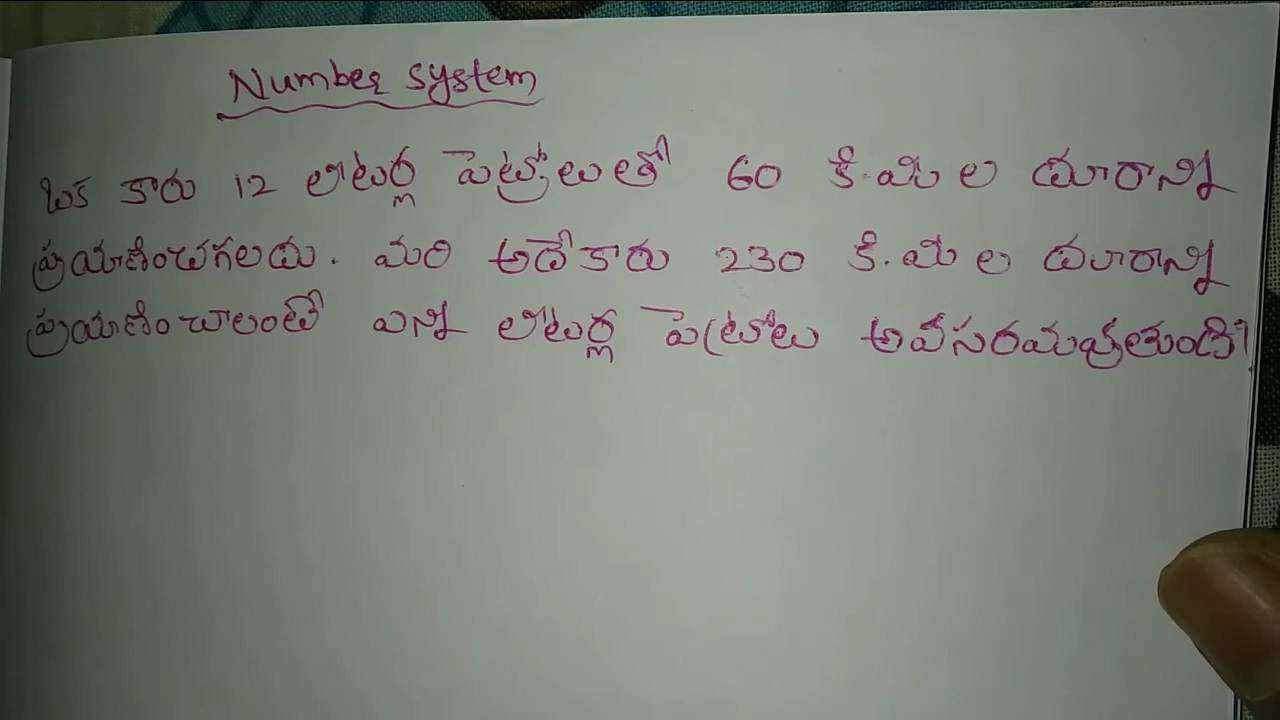 Number system
ఒక కారు 12 లీటర్ల పెట్రోలుతో 60 కి.మీ ల దూరాన్ని
ప్రయాణించగలదు. మరి అదేకారు 230 కి.మీ ల దూరాన్ని
ప్రయాణించాలంటే ఎన్ని లీటర్ల పెట్రోలు అవసరమవుతుంది?